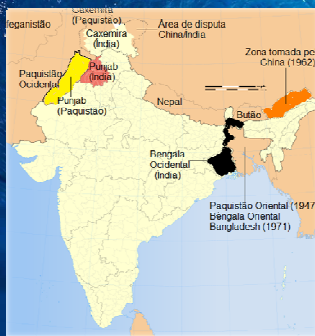 Caxemira
(Paquistão)
feganistão
Área de disputa
China/Índia
Caxemira
(Índia)
Zona tomada pe
China (1962)
Punjab
(Índia)
Paquistão
Ocidental
Punjab
(Paquistão)
Nepal
Butão
Bengala
Ocidental
(Índia)
Paquistão Oriental (1947
Bengala Oriental
Bangladesh (1971)